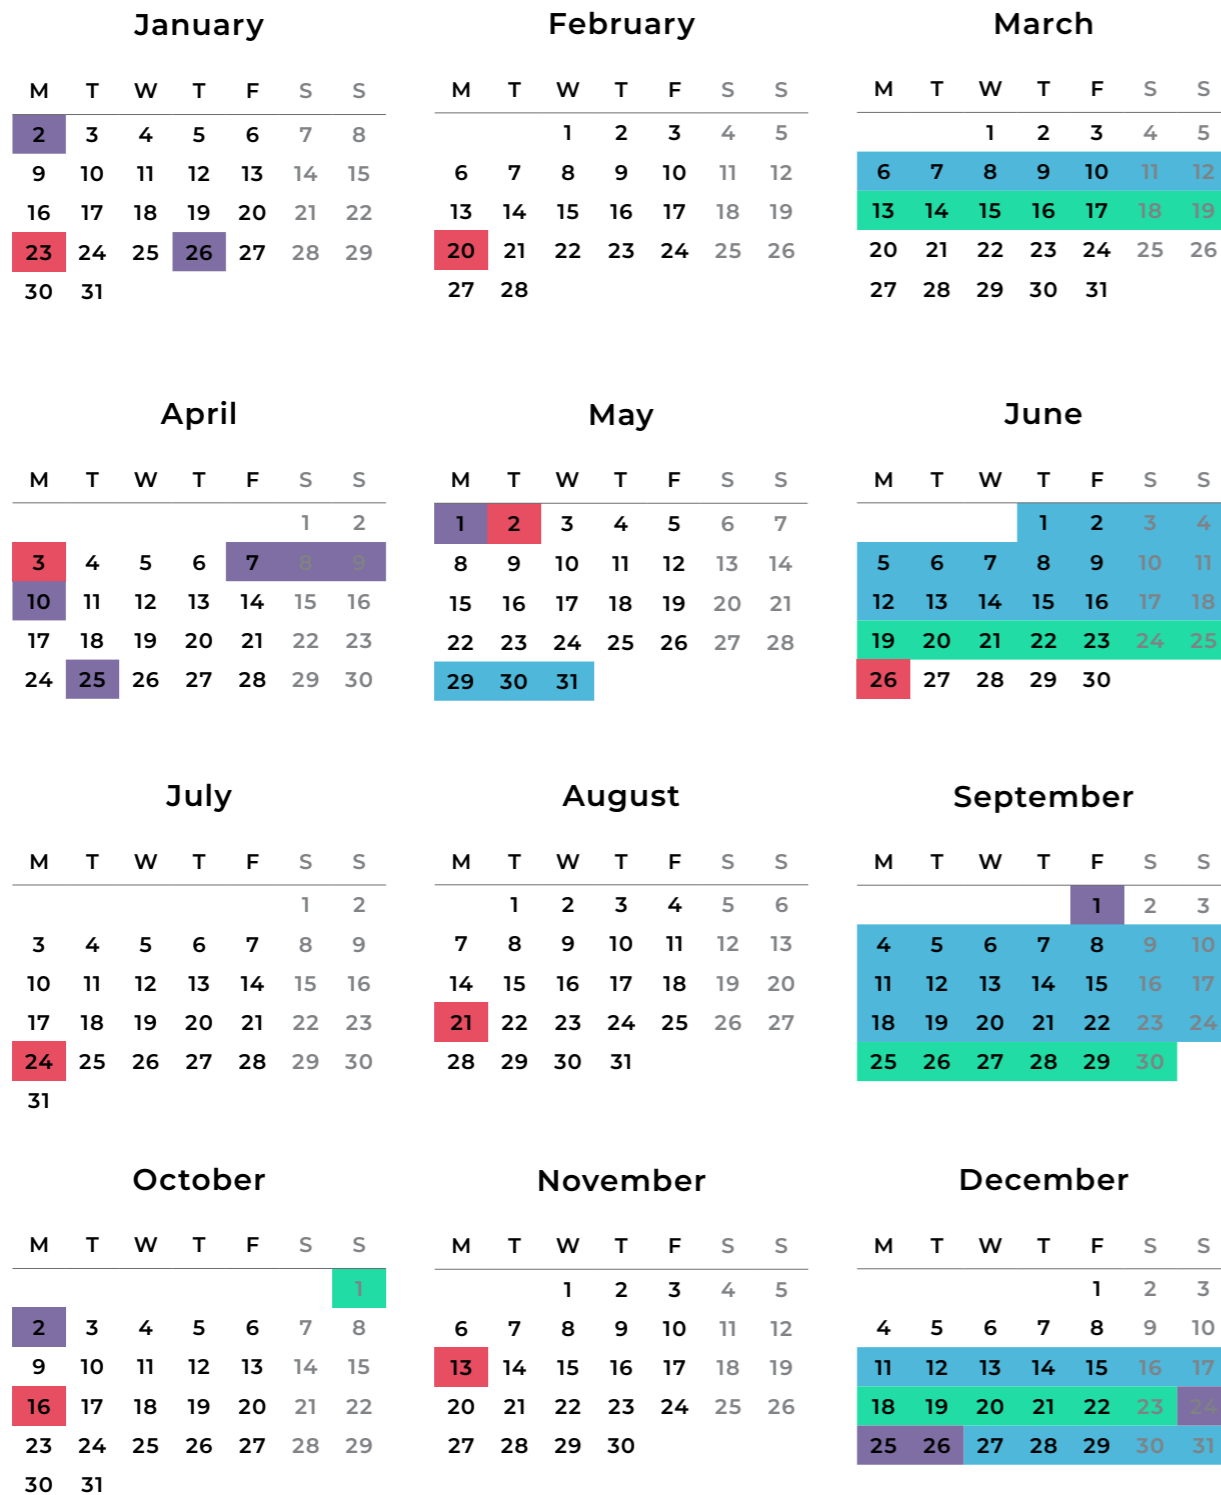 January
M T W T F S S
2 3 4 5 6 7 8
9 10 11 12 13 14 15
16 17 18 19 20 21 22
23 24 25 26 27 28 29
30 31
February
M T W T F S S
1 2 3 4 5
6 7 8 9 10 11 12
13 14 15 16 17 18 19
20 21 22 23 24 25 26
27 28
March
M T W T F S S
1 2 3 4 5
6 7 8 9 10 11 12
13 14 15 16 17 18 19
20 21 22 23 24 25 26
27 28 29 30 31
April
M T W T F S S
1 2
3 4 5 6 7 8 9
10 11 12 13 14 15 16
17 18 19 20 21 22 23
24 25 26 27 28 29 30
May
M T W T F S S
1 2 3 4 5 6 7
8 9 10 11 12 13 14
15 16 17 18 19 20 21
22 23 24 25 26 27 28
29 30 31
June
M T W T F S S
1 2 3 4
5 6 7 8 9 10 11
12 13 14 15 16 17 18
19 20 21 22 23 24 25
26 27 28 29 30
July
M T W T F S S
1 2
3 4 5 6 7 8 9
10 11 12 13 14 15 16
17 18 19 20 21 22 23
24 25 26 27 28 29 30
31
August
M T W T F S S
1 2 3 4 5 6
7 8 9 10 11 12 13
14 15 16 17 18 19 20
21 22 23 24 25 26 27
28 29 30 31
September
M T W T F S S
1 2 3
4 5 6 7 8 9 10
11 12 13 14 15 16 17
18 19 20 21 22 23 24
25 26 27 28 29 30
October
M T W T F S S
1
2 3 4 5 6 7 8
9 10 11 12 13 14 15
16 17 18 19 20 21 22
23 24 25 26 27 28 29
30 31
November
M T W T F S S
1 2 3 4 5
6 7 8 9 10 11 12
13 14 15 16 17 18 19
20 21 22 23 24 25 26
27 28 29 30
December
M T W T F S S
1 2 3
4 5 6 7 8 9 10
11 12 13 14 15 16 17
18 19 20 21 22 23 24
25 26 27 28 29 30 31